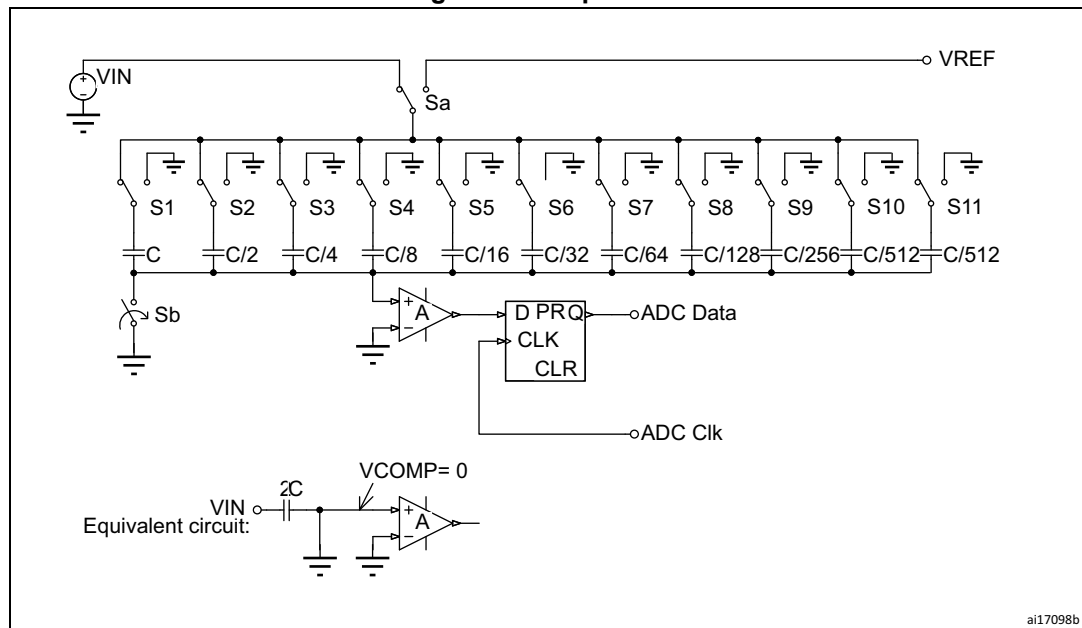 VIN
VREF
Sa
S1 S2 S3 S4 S5 S6 S7 S8 S9 S10 S11
C C/2 C/4 C/8 C/16 C/32 C/64 C/128 C/256 C/512 C/512
Sb
+ A −
D PR Q
CLK
CLR
ADC Data
ADC Clk
VCOMP= 0
2C
VIN
Equivalent circuit:
+ A −
ai17098b